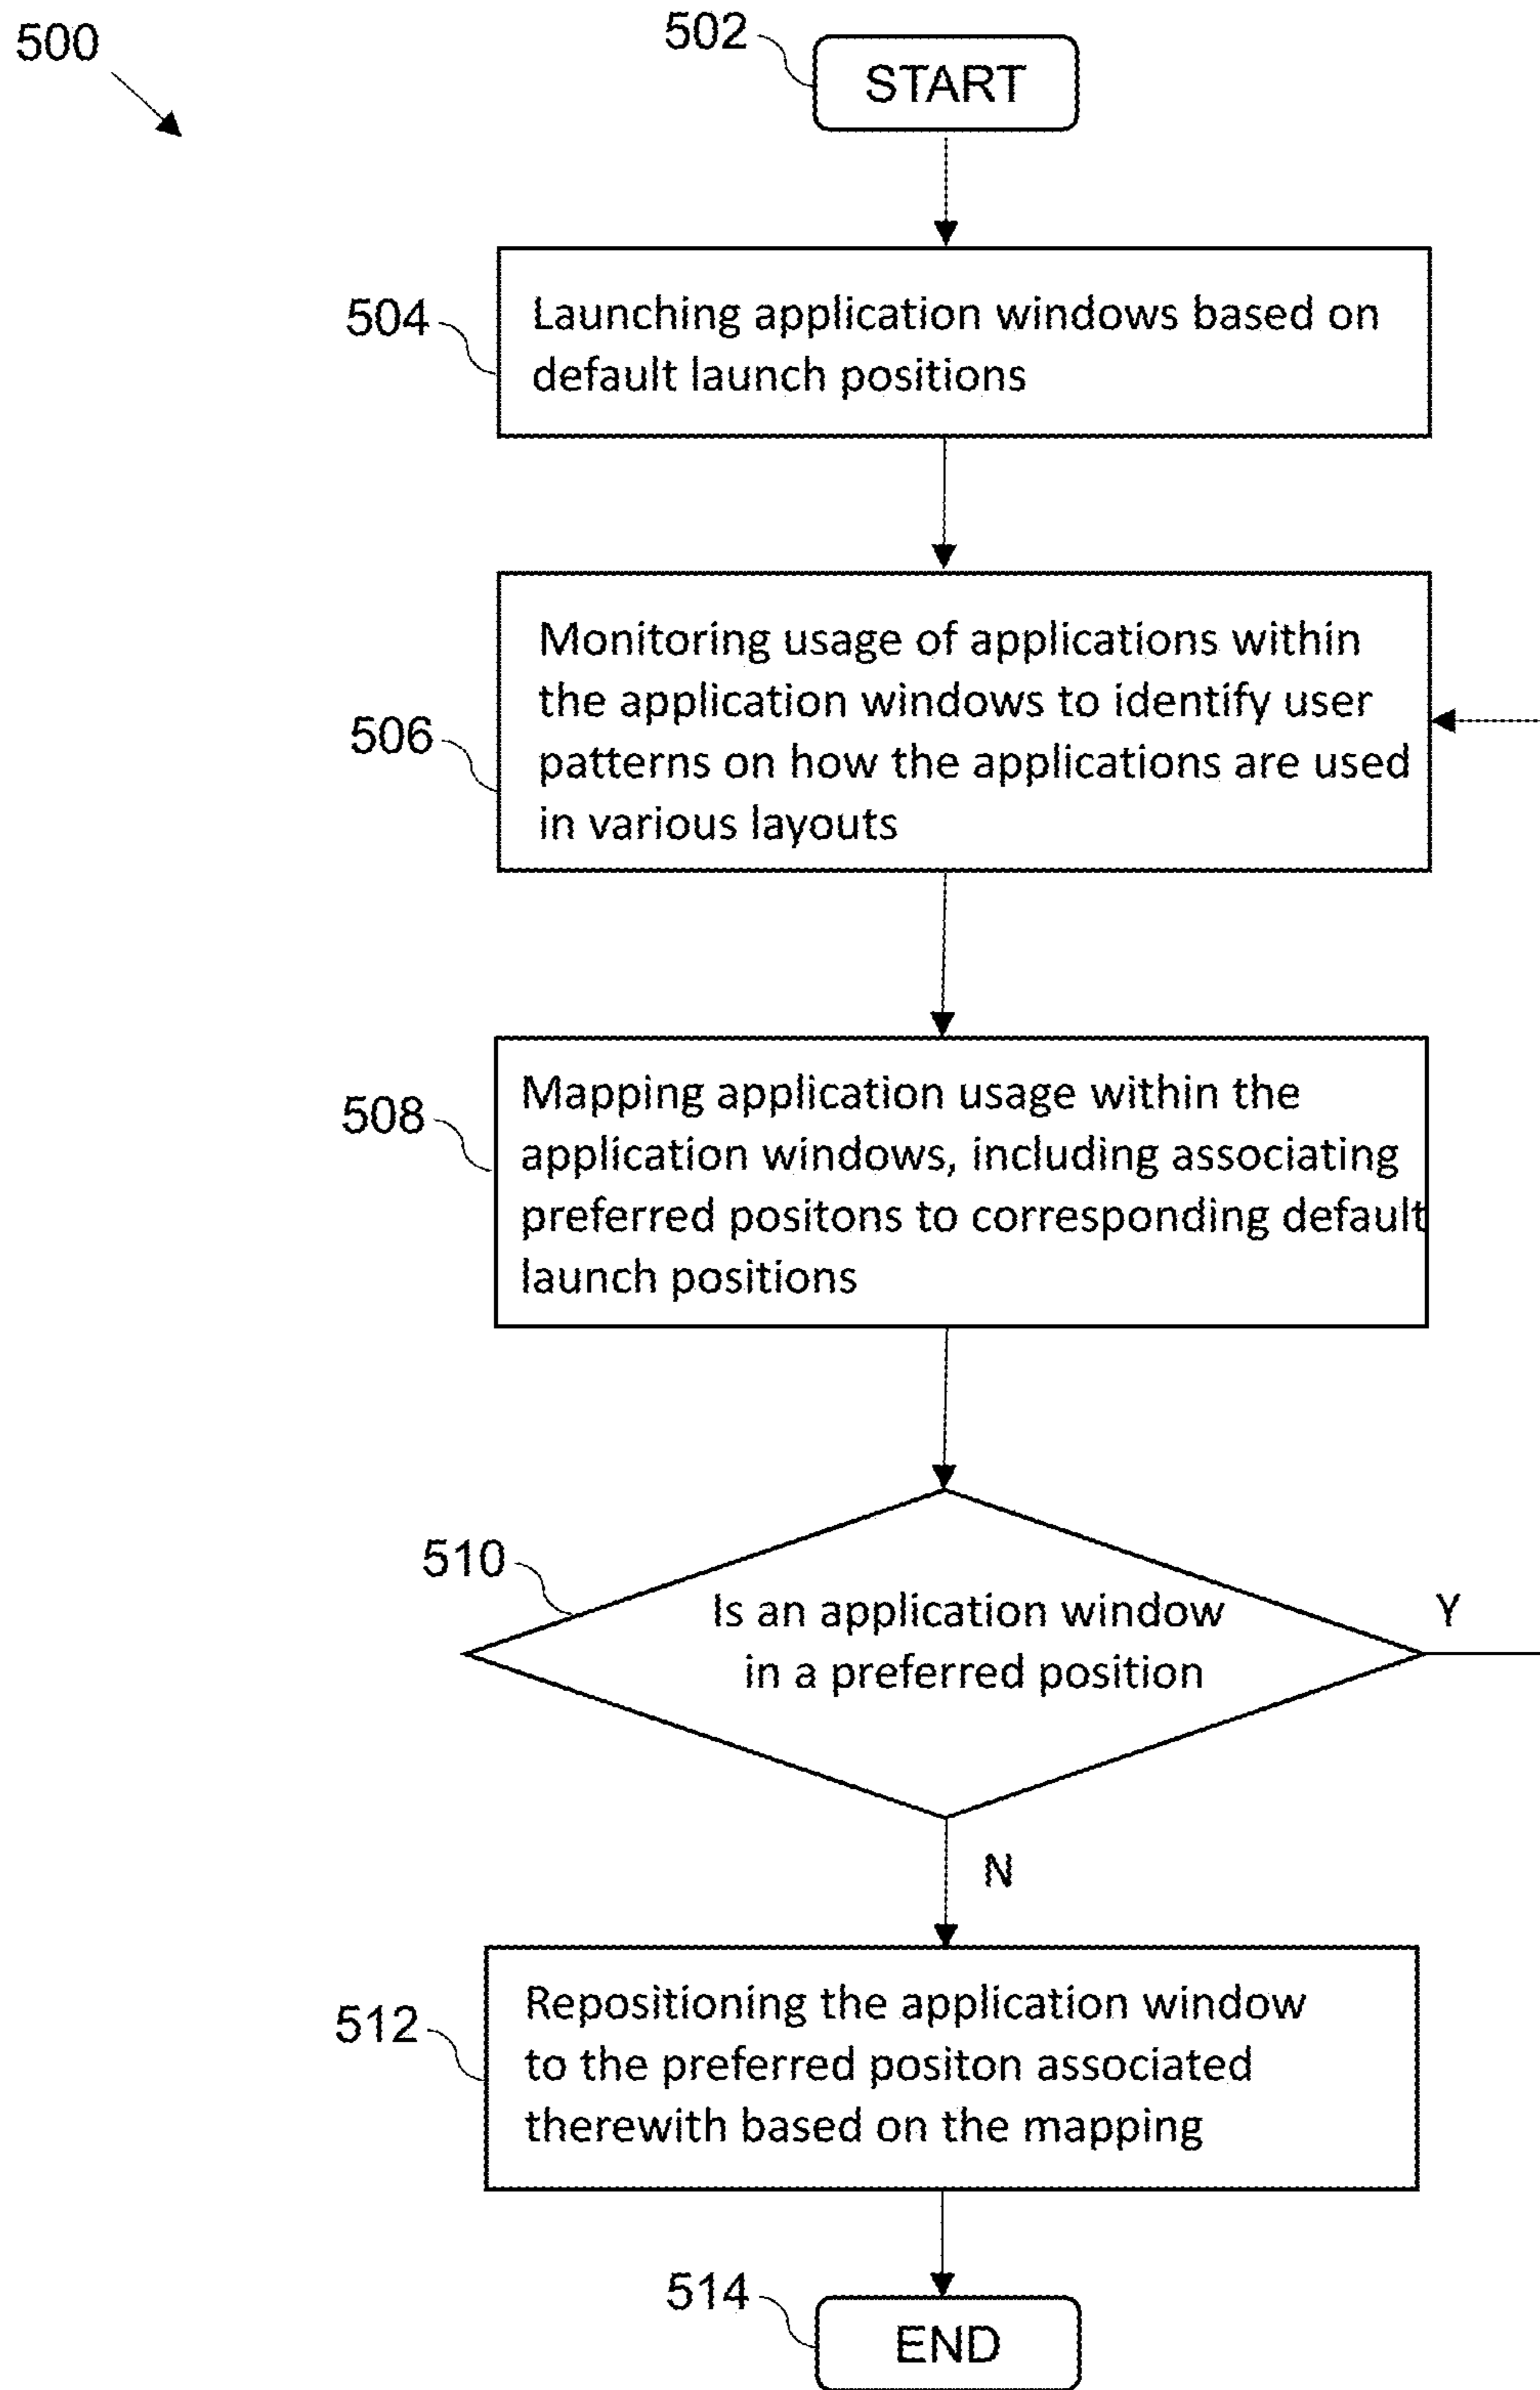 500
502
START
504
Launching application windows based on
default launch positions
506
Monitoring usage of applications within
the application windows to identify user
patterns on how the applications are used
in various layouts
508
Mapping application usage within the
application windows, including associating
preferred positons to corresponding default
launch positions
510
Is an application window
in a preferred position
Y
N
512
Repositioning the application window
to the preferred positon associated
therewith based on the mapping
514
END